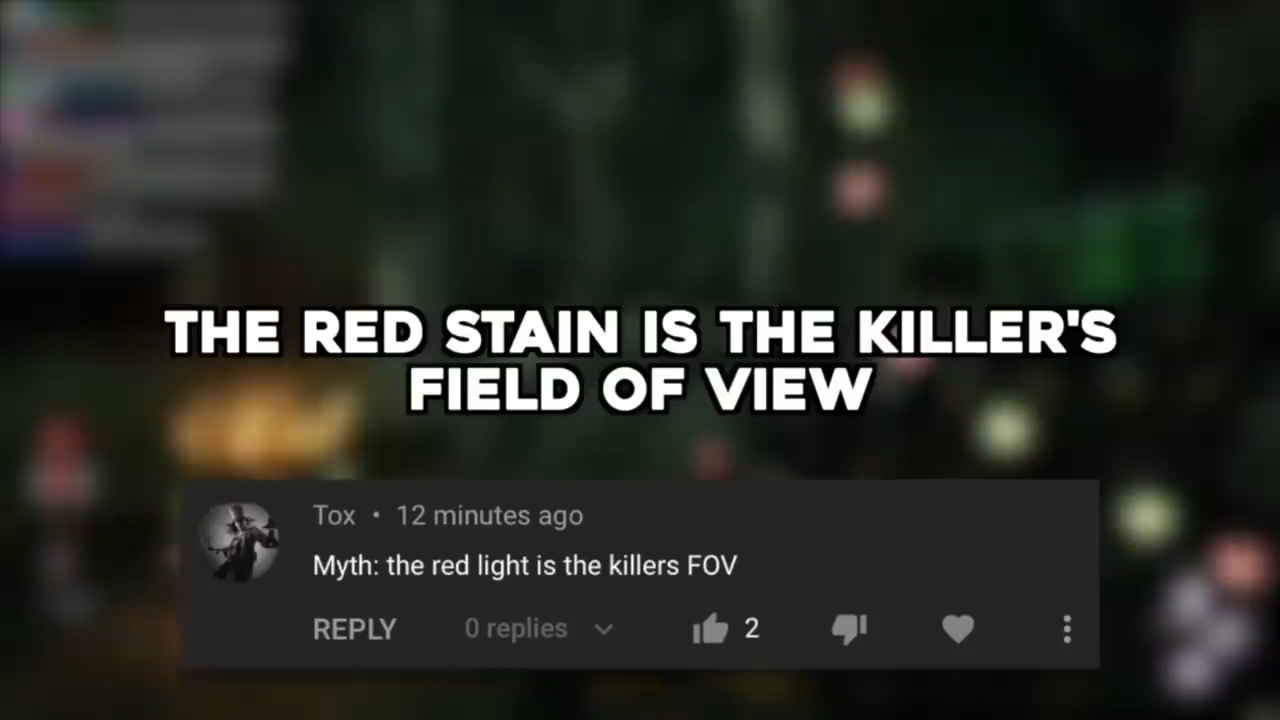 THE RED STAIN IS THE KILLER'S
FIELD OF VIEW
Tox • 12 minutes ago
Myth: the red light is the killers FOV
REPLY 0 replies 2